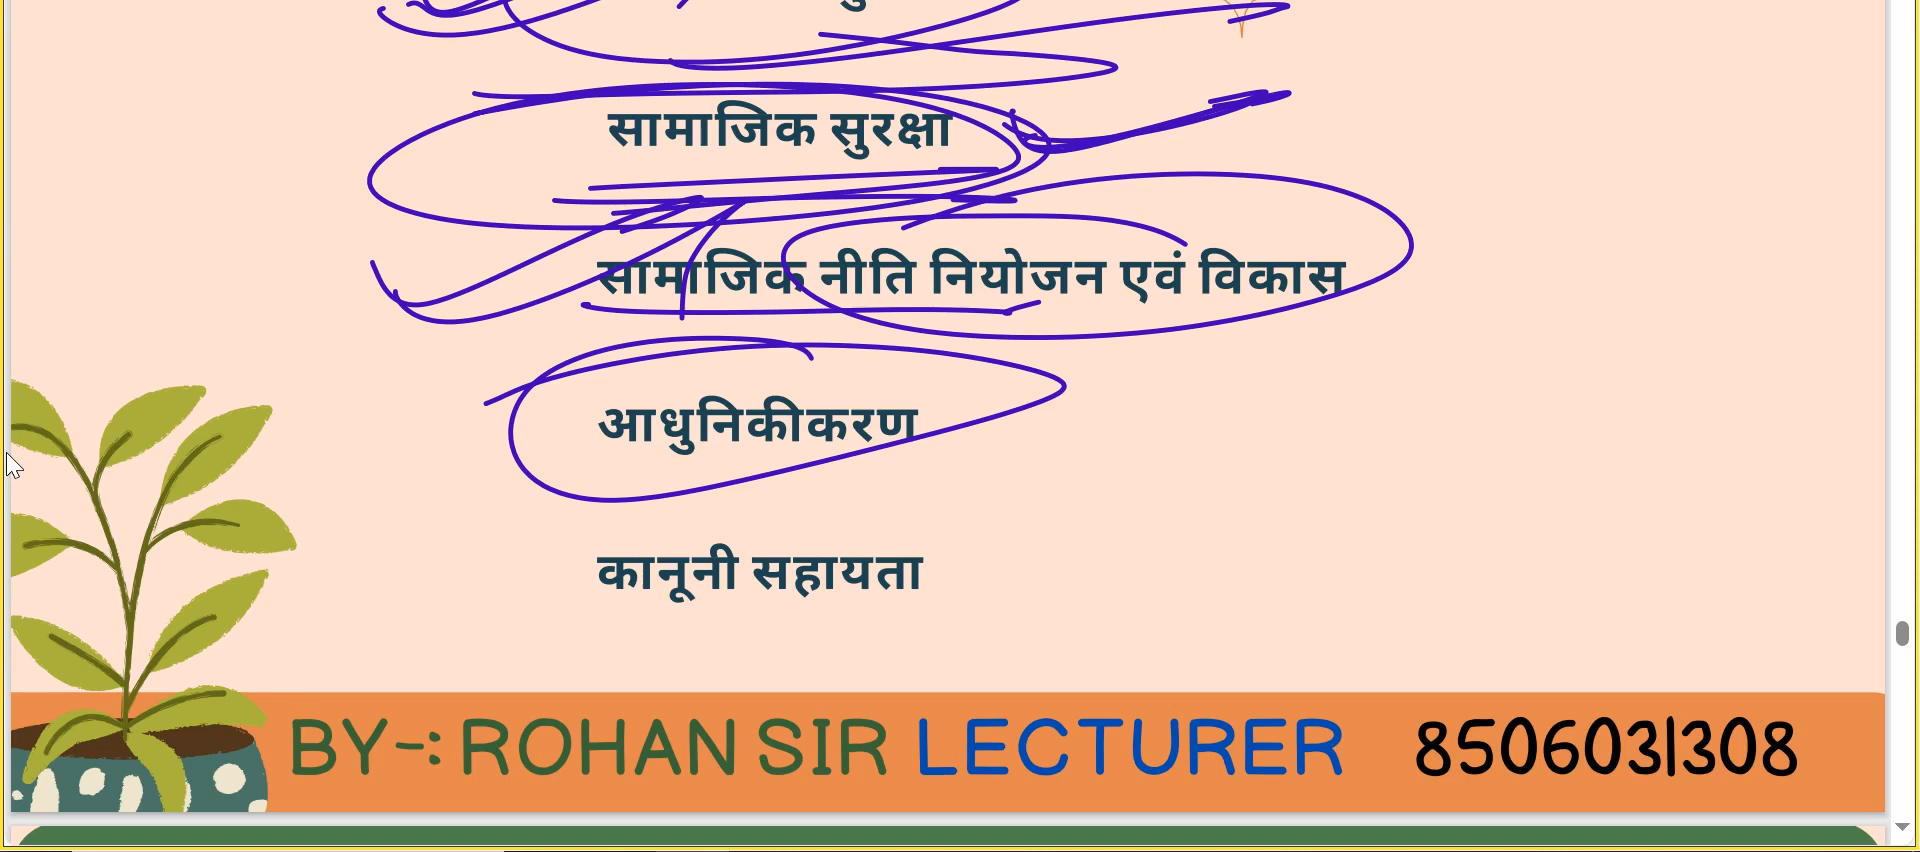 सामाजिक सुरक्षा
सामाजिक नीति नियोजन एवं विकास
आधुनिकीकरण
कानूनी सहायता
BY-: ROHAN SIR LECTURER 8506031308